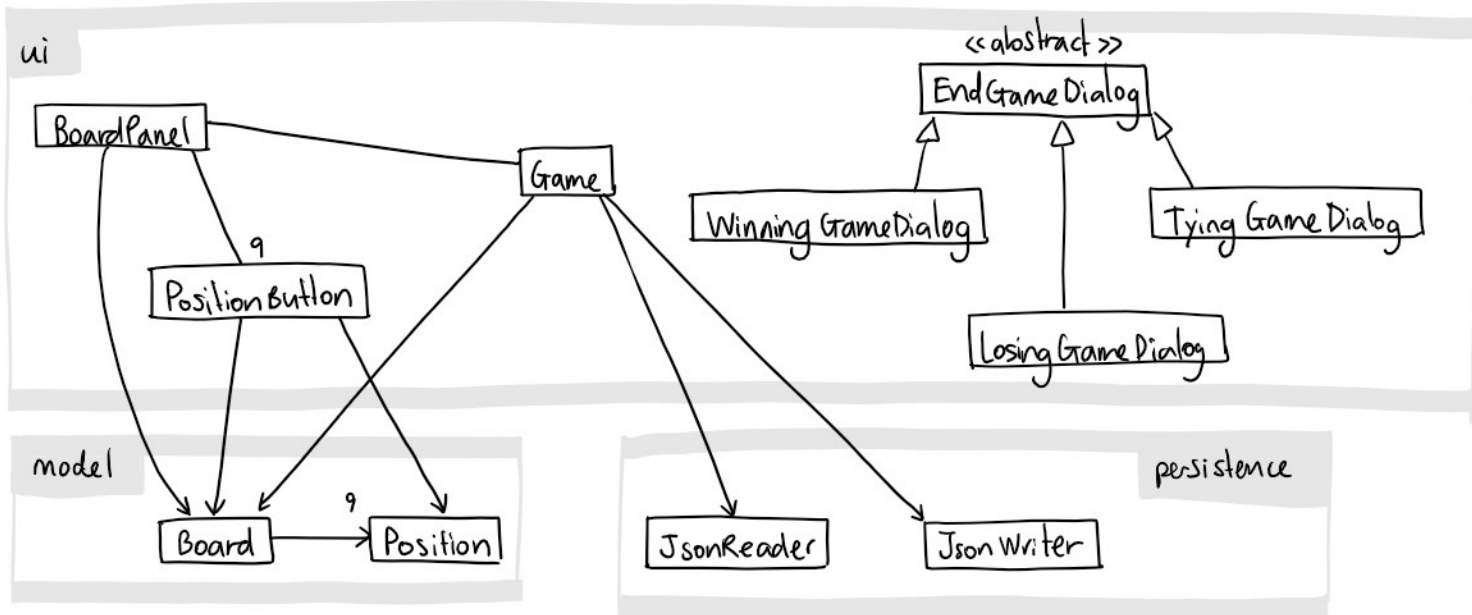 ui
<<abstract>>
EndGameDialog
BoardPanel
Game
WinningGameDialog
TyingGameDialog
9
PositionButton
LosingGameDialog
model
persistence
9
Board
Position
JsonReader
JsonWriter